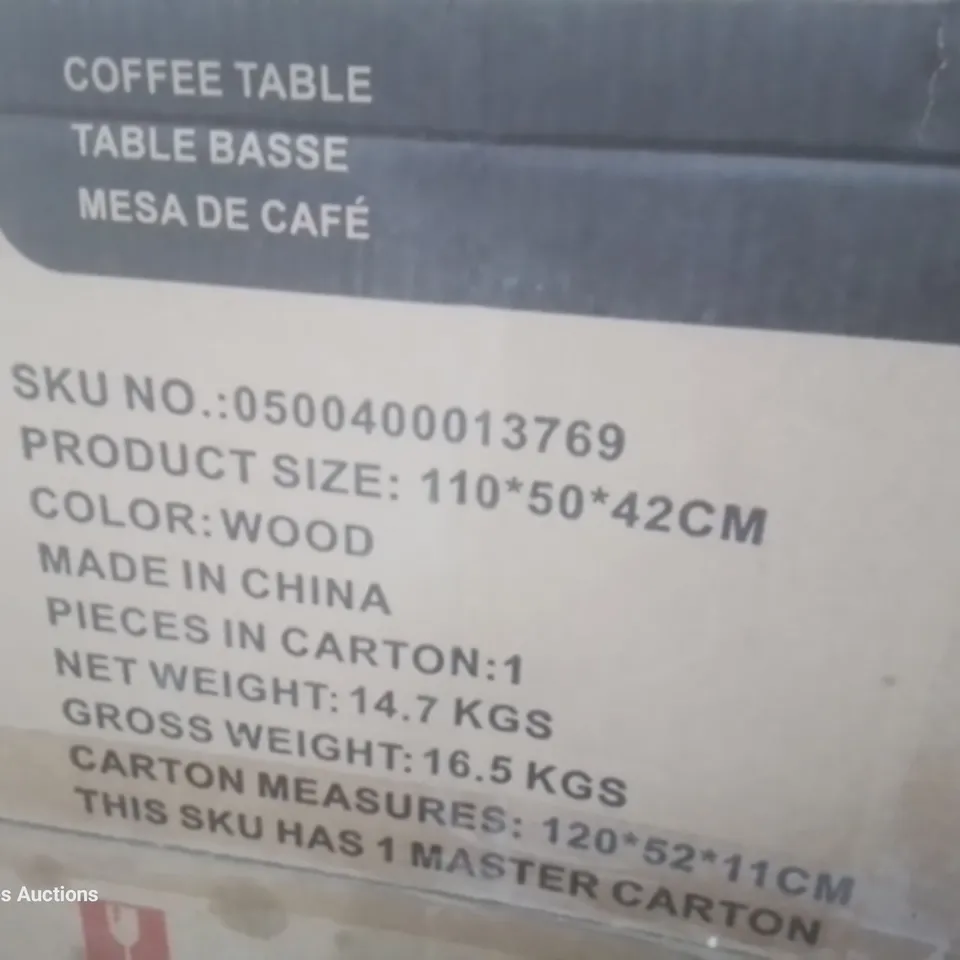 COFFEE TABLE
TABLE BASSE
MESA DE CAFÉ
SKU NO.:0500400013769
PRODUCT SIZE: 110*50*42CM
COLOR:WOOD
MADE IN CHINA
PIECES IN CARTON:1
NET WEIGHT:14.7 KGS
GROSS WEIGHT:16.5 KGS
CARTON MEASURES: 120*52*11CM
THIS SKU HAS 1 MASTER CARTON
s Auctions